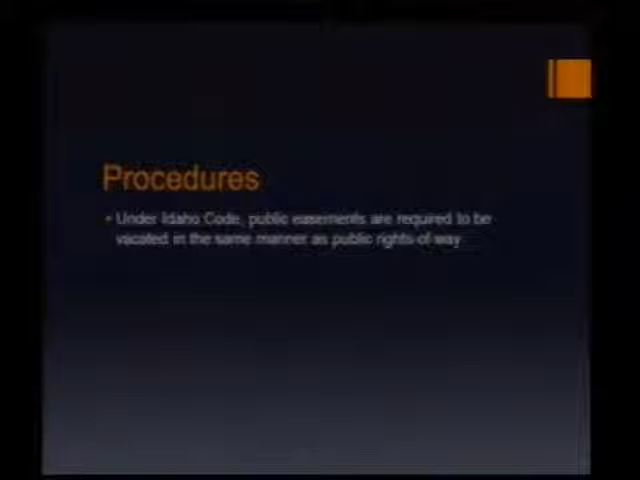 Procedures
Under Idaho Code, public easements are required to be
vacated in the same manner as public rights-of-way